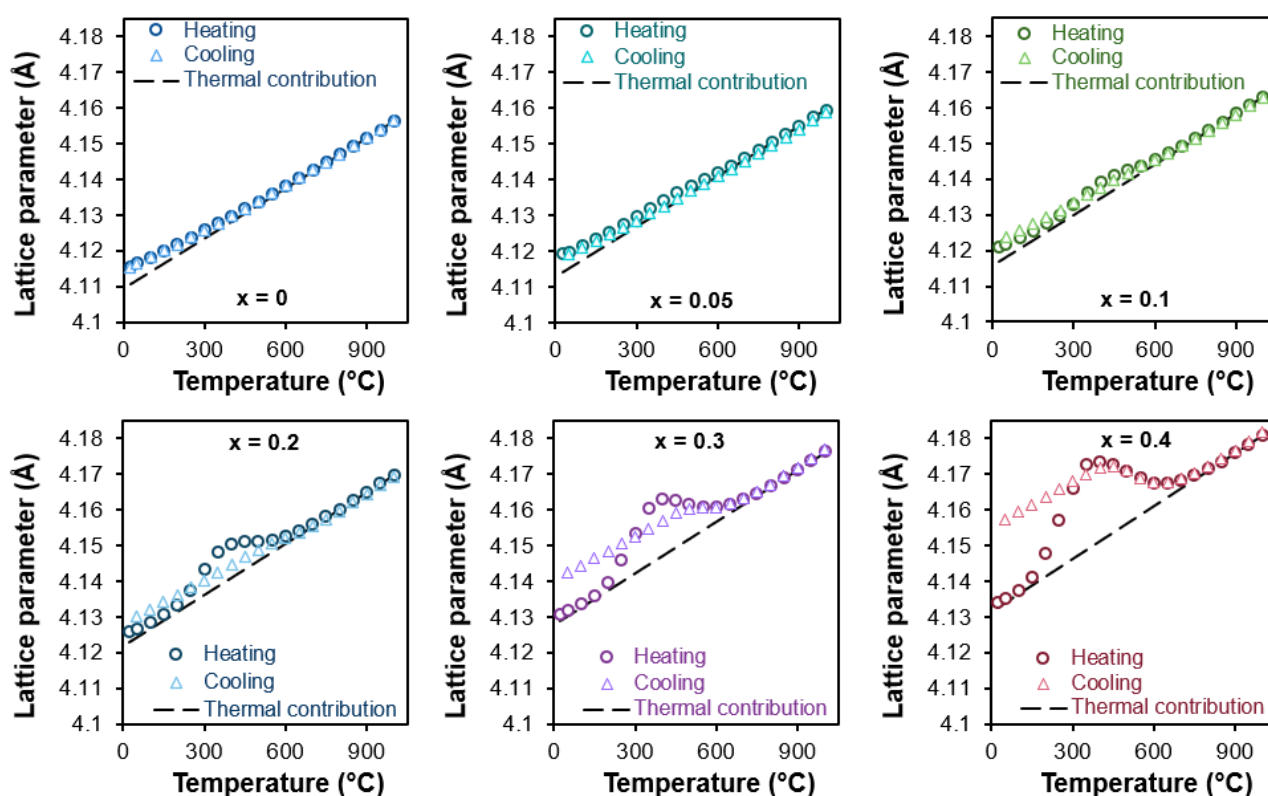 4.18
4.17
4.16
4.15
4.14
4.13
4.12
4.11
4.1
Lattice parameter (Å)
Heating
Cooling
Thermal contribution
x = 0
0 300 600 900
Temperature (°C)
4.18
4.17
4.16
4.15
4.14
4.13
4.12
4.11
4.1
Lattice parameter (Å)
Heating
Cooling
Thermal contribution
x = 0.05
0 300 600 900
Temperature (°C)
4.18
4.17
4.16
4.15
4.14
4.13
4.12
4.11
4.1
Lattice parameter (Å)
Heating
Cooling
Thermal contribution
x = 0.1
0 300 600 900
Temperature (°C)
4.18
4.17
4.16
4.15
4.14
4.13
4.12
4.11
4.1
Lattice parameter (Å)
x = 0.2
Heating
Cooling
Thermal contribution
0 300 600 900
Temperature (°C)
4.18
4.17
4.16
4.15
4.14
4.13
4.12
4.11
4.1
Lattice parameter (Å)
x = 0.3
Heating
Cooling
Thermal contribution
0 300 600 900
Temperature (°C)
4.18
4.17
4.16
4.15
4.14
4.13
4.12
4.11
4.1
Lattice parameter (Å)
x = 0.4
Heating
Cooling
Thermal contribution
0 300 600 900
Temperature (°C)